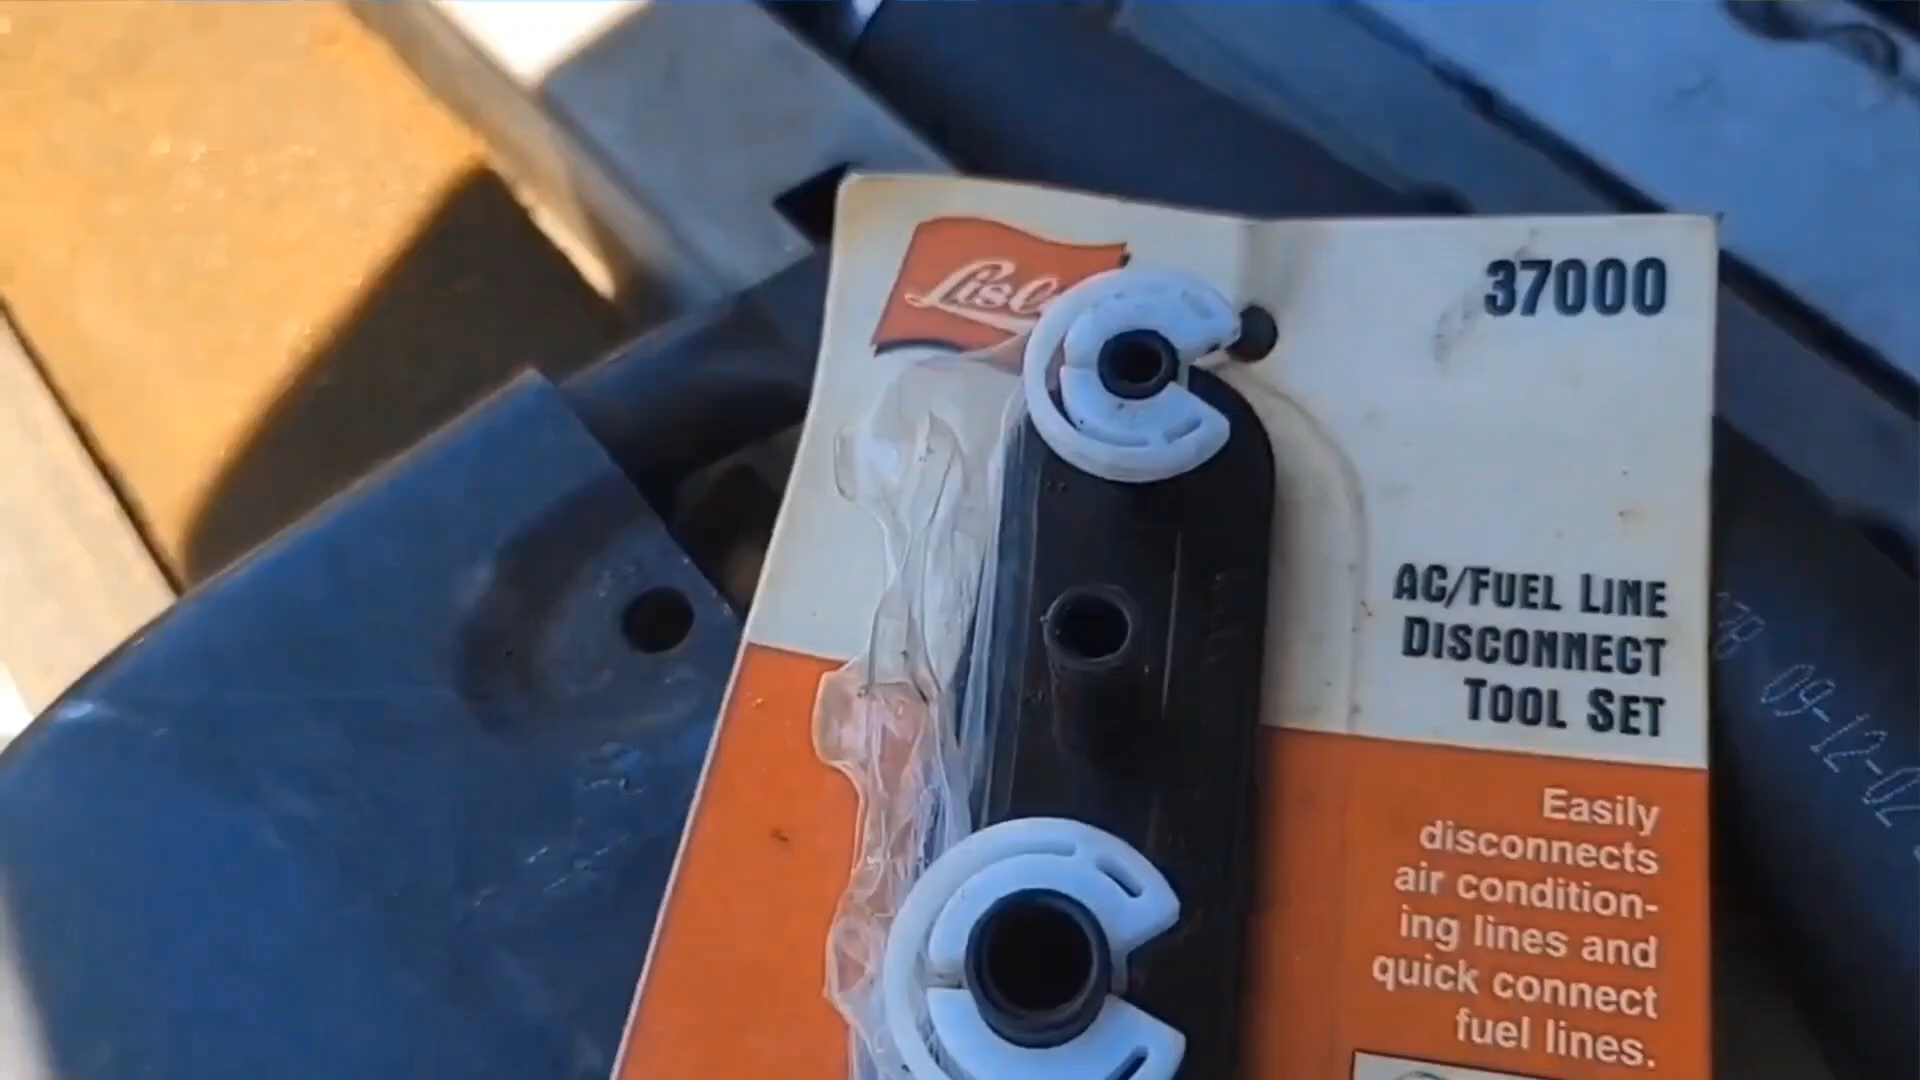 37000
AC/FUEL LINE
DISCONNECT
TOOL SET
Easily
disconnects
air condition-
ing lines and
quick connect
fuel lines.
09-12-02